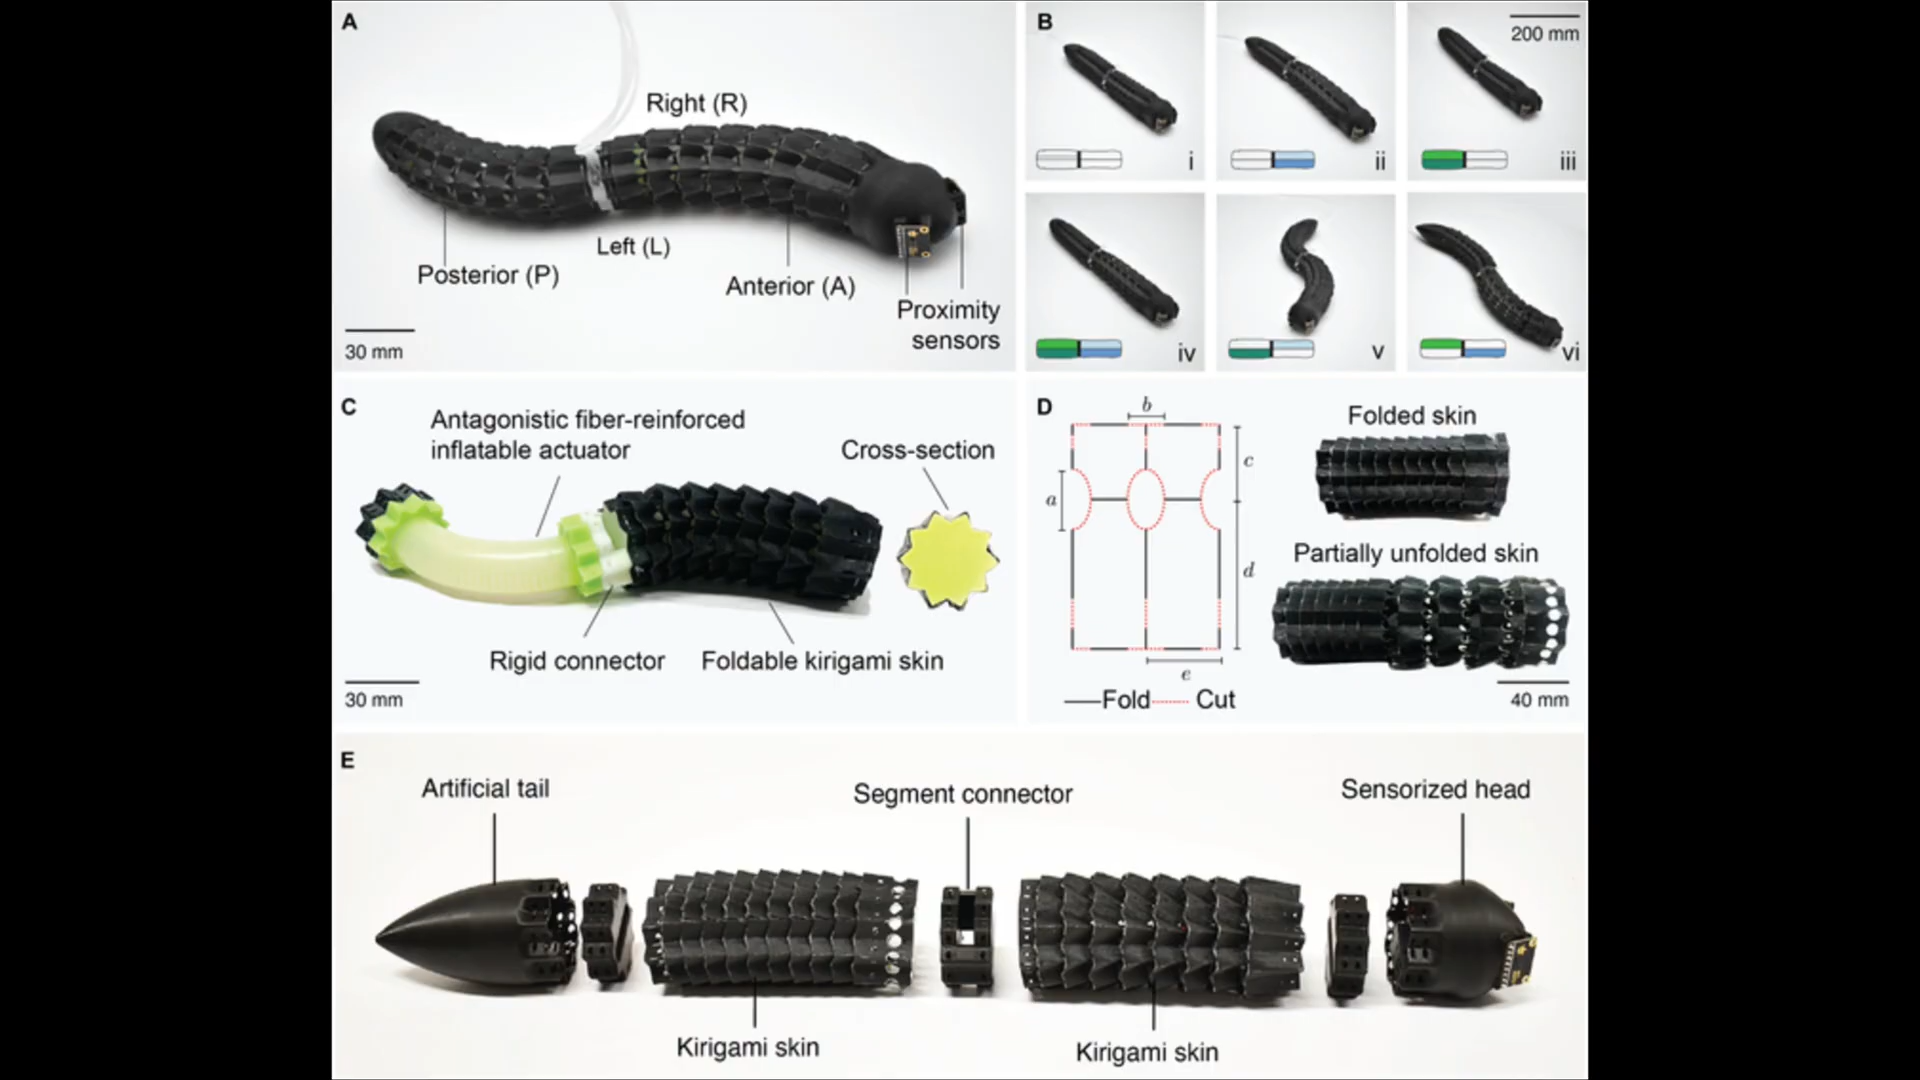 A
Right (R)
Left (L)
Posterior (P)
Anterior (A)
Proximity
sensors
30 mm
B
200 mm
i
ii
iii
iv
v
vi
C
Antagonistic fiber-reinforced
inflatable actuator
Cross-section
Rigid connector
Foldable kirigami skin
30 mm
D
b
a
c
d
e
Fold
Cut
Folded skin
Partially unfolded skin
40 mm
E
Artificial tail
Segment connector
Sensorized head
Kirigami skin
Kirigami skin